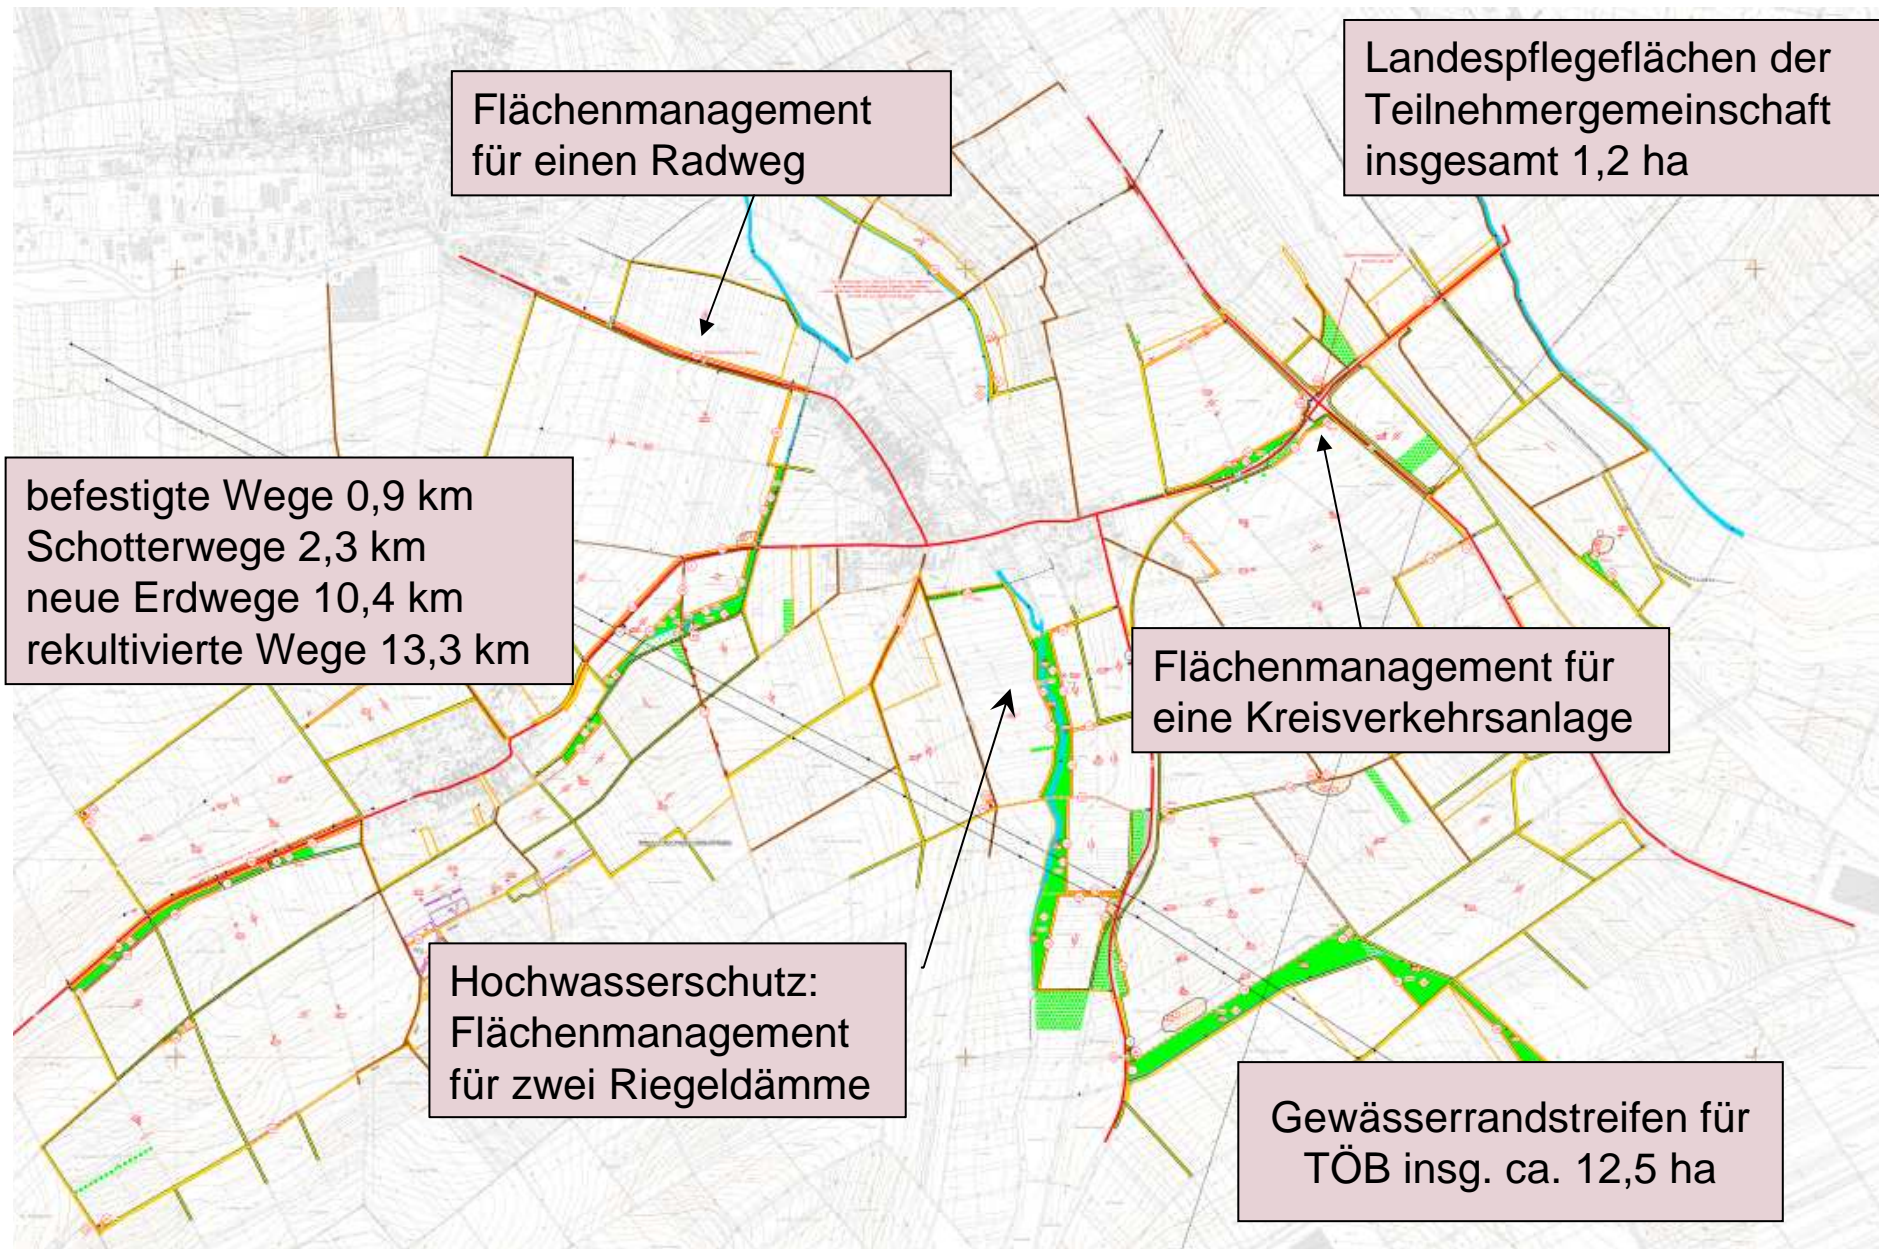 Flächenmanagement
für einen Radweg
Landespflegeflächen der
Teilnehmergemeinschaft
insgesamt 1,2 ha
befestigte Wege 0,9 km
Schotterwege 2,3 km
neue Erdwege 10,4 km
rekultivierte Wege 13,3 km
Flächenmanagement für
eine Kreisverkehrsanlage
Hochwasserschutz:
Flächenmanagement
für zwei Riegeldämme
Gewässerrandstreifen für
TÖB insg. ca. 12,5 ha